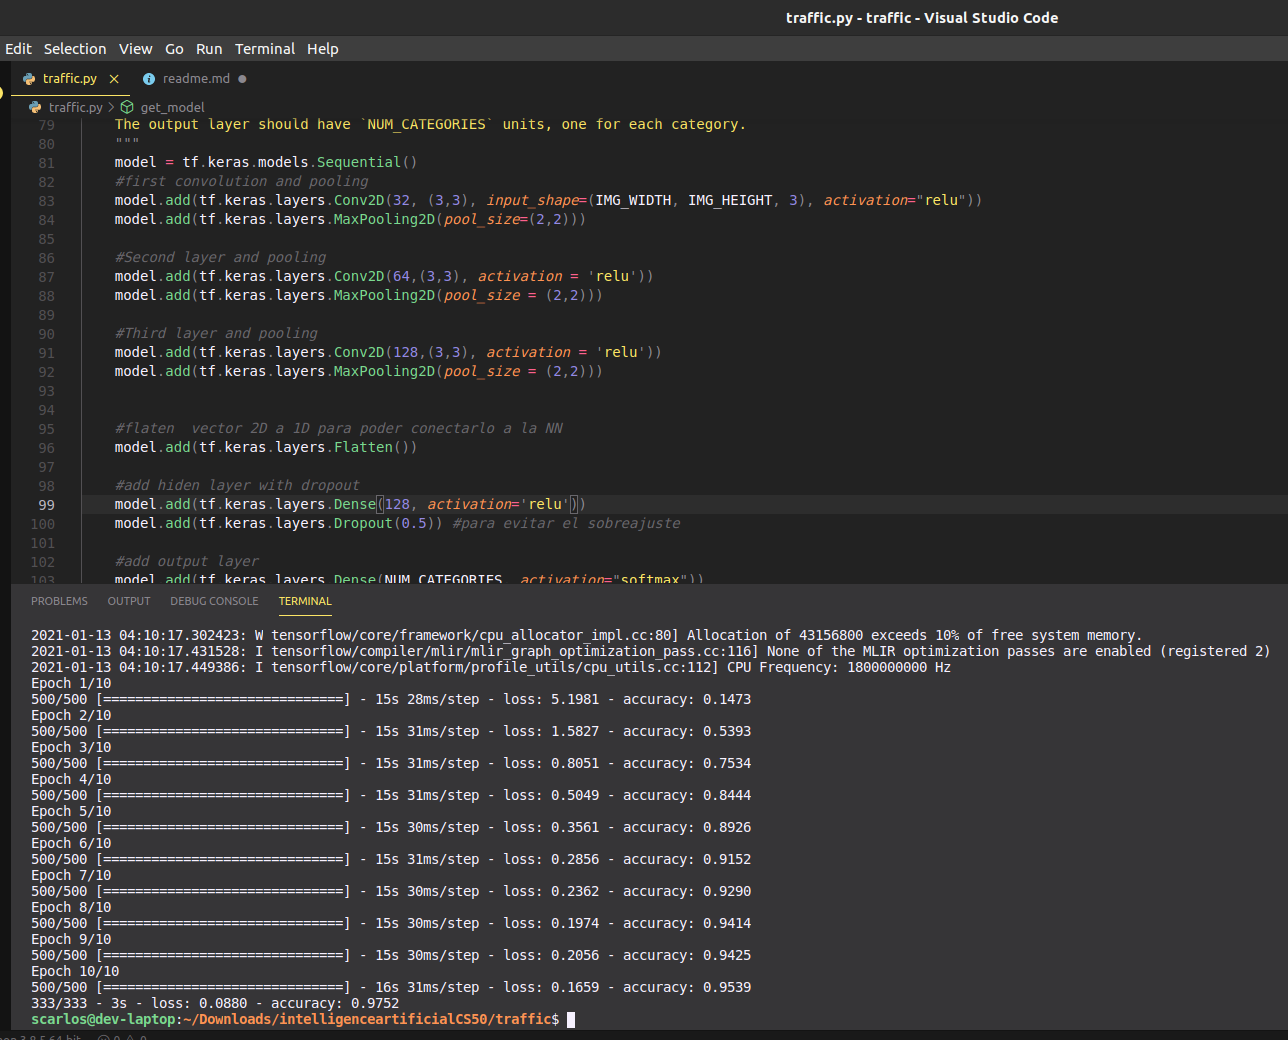 traffic.py - traffic - Visual Studio Code
Edit Selection View Go Run Terminal Help
traffic.py × readme.md ●
traffic.py > get_model
79 The output layer should have `NUM_CATEGORIES` units, one for each category.
80 """
81 model = tf.keras.models.Sequential()
82 #first convolution and pooling
83 model.add(tf.keras.layers.Conv2D(32, (3,3), input_shape=(IMG_WIDTH, IMG_HEIGHT, 3), activation="relu"))
84 model.add(tf.keras.layers.MaxPooling2D(pool_size=(2,2)))
85
86 #Second layer and pooling
87 model.add(tf.keras.layers.Conv2D(64,(3,3), activation = 'relu'))
88 model.add(tf.keras.layers.MaxPooling2D(pool_size = (2,2)))
89
90 #Third layer and pooling
91 model.add(tf.keras.layers.Conv2D(128,(3,3), activation = 'relu'))
92 model.add(tf.keras.layers.MaxPooling2D(pool_size = (2,2)))
93
94
95 #flaten  vector 2D a 1D para poder conectarlo a la NN
96 model.add(tf.keras.layers.Flatten())
97
98 #add hiden layer with dropout
99 model.add(tf.keras.layers.Dense(128, activation='relu'))
100 model.add(tf.keras.layers.Dropout(0.5)) #para evitar el sobreajuste
101
102 #add output layer
103 model.add(tf.keras.layers.Dense(NUM_CATEGORIES, activation="softmax"))
PROBLEMS OUTPUT DEBUG CONSOLE TERMINAL
2021-01-13 04:10:17.302423: W tensorflow/core/framework/cpu_allocator_impl.cc:80] Allocation of 43156800 exceeds 10% of free system memory.
2021-01-13 04:10:17.431528: I tensorflow/compiler/mlir/mlir_graph_optimization_pass.cc:116] None of the MLIR optimization passes are enabled (registered 2)
2021-01-13 04:10:17.449386: I tensorflow/core/platform/profile_utils/cpu_utils.cc:112] CPU Frequency: 1800000000 Hz
Epoch 1/10
500/500 [==============================] - 15s 28ms/step - loss: 5.1981 - accuracy: 0.1473
Epoch 2/10
500/500 [==============================] - 15s 31ms/step - loss: 1.5827 - accuracy: 0.5393
Epoch 3/10
500/500 [==============================] - 15s 31ms/step - loss: 0.8051 - accuracy: 0.7534
Epoch 4/10
500/500 [==============================] - 15s 31ms/step - loss: 0.5049 - accuracy: 0.8444
Epoch 5/10
500/500 [==============================] - 15s 30ms/step - loss: 0.3561 - accuracy: 0.8926
Epoch 6/10
500/500 [==============================] - 15s 31ms/step - loss: 0.2856 - accuracy: 0.9152
Epoch 7/10
500/500 [==============================] - 15s 30ms/step - loss: 0.2362 - accuracy: 0.9290
Epoch 8/10
500/500 [==============================] - 15s 30ms/step - loss: 0.1974 - accuracy: 0.9414
Epoch 9/10
500/500 [==============================] - 15s 30ms/step - loss: 0.2056 - accuracy: 0.9425
Epoch 10/10
500/500 [==============================] - 16s 31ms/step - loss: 0.1659 - accuracy: 0.9539
333/333 - 3s - loss: 0.0880 - accuracy: 0.9752
scarlos@dev-laptop:~/Downloads/intelligenceartificialCS50/traffic$